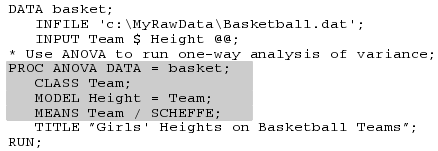 DATA basket;
INFILE 'c:\MyRawData\Basketball.dat';
INPUT Team $ Height @@;
* Use ANOVA to run one-way analysis of variance;
PROC ANOVA DATA = basket;
CLASS Team;
MODEL Height = Team;
MEANS Team / SCHEFFE;
TITLE "Girls' Heights on Basketball Teams";
RUN;